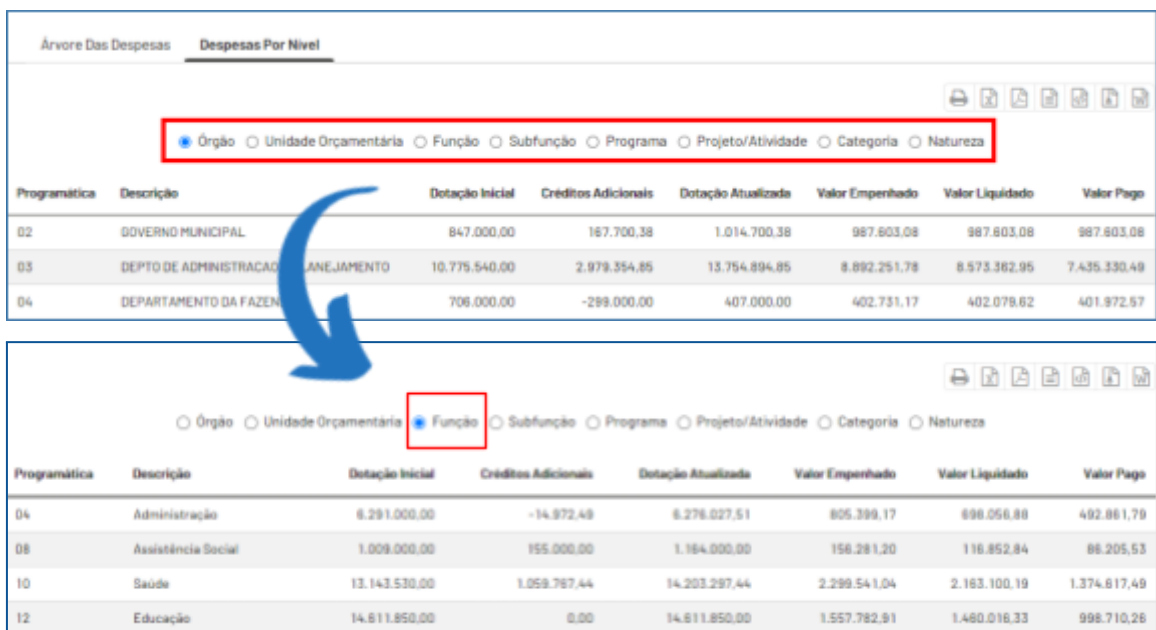 Árvore Das Despesas Despesas Por Nível
Órgão Unidade Orçamentária Função Subfunção Programa Projeto/Atividade Categoria Natureza
Programática Descrição Dotação Inicial Créditos Adicionais Dotação Atualizada Valor Empenhado Valor Liquidado Valor Pago
02 GOVERNO MUNICIPAL 847.000,00 167.700,38 1.014.700,38 987.603,08 987.603,08 987.603,08
03 DEPTO DE ADMINISTRACAO 10.775.540,00 2.979.354,85 13.754.894,85 8.892.251,78 8.573.362,95 7.435.330,49
04 DEPARTAMENTO DA 706.000,00 -299.000,00 407.000,00 402.731,17 402.079,62 401.972,57
Órgão Unidade Orçamentária Função Subfunção Programa Projeto/Atividade Categoria Natureza
Programática Descrição Dotação Inicial Créditos Adicionais Dotação Atualizada Valor Empenhado Valor Liquidado Valor Pago
04 Administração 6.291.000,00 -14.972,49 6.276.027,51 805.399,17 698.056,88 492.861,79
08 Assistência Social 1.009.000,00 155.000,00 1.164.000,00 156.281,20 116.852,84 86.205,53
10 Saúde 13.143.530,00 1.059.767,44 14.203.297,44 2.299.541,04 2.163.100,19 1.374.617,49
12 Educação 14.611.850,00 0,00 14.611.850,00 1.557.782,91 1.460.016,33 998.710,26